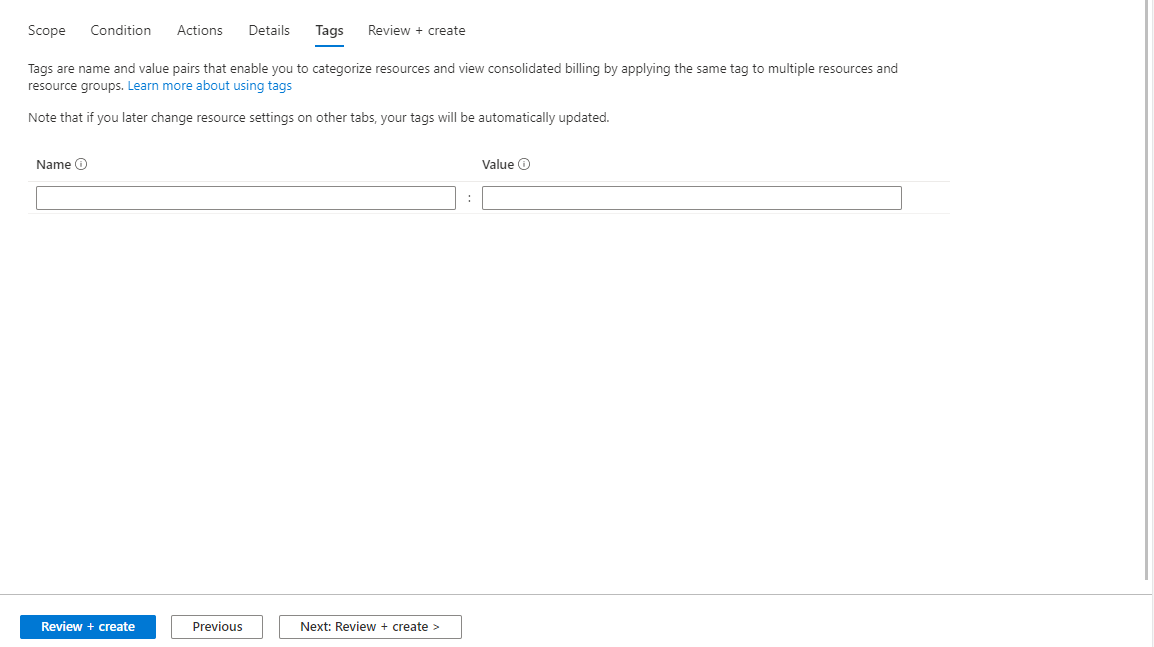 Scope Condition Actions Details Tags Review + create
Tags are name and value pairs that enable you to categorize resources and view consolidated billing by applying the same tag to multiple resources and
resource groups. Learn more about using tags
Note that if you later change resource settings on other tabs, your tags will be automatically updated.
Name Value
:
Review + create Previous Next: Review + create >